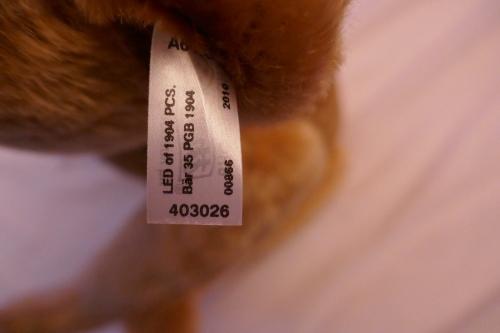 LED of 1904 PCS.
Bär 35 PGB 1904
2010
00866
403026